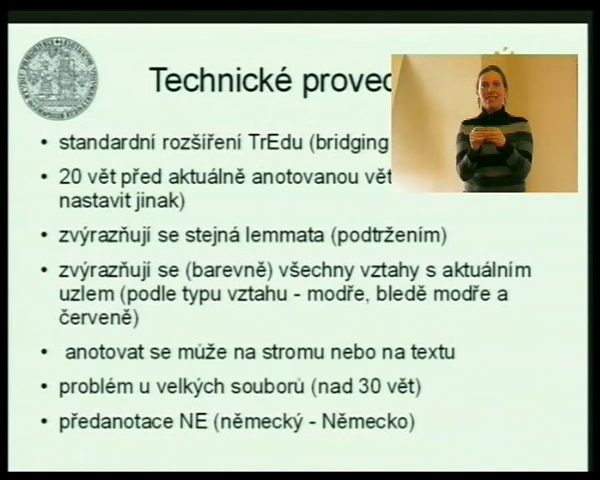 Technické proved
• standardní rozšíření TrEdu (bridging
• 20 vět před aktuálně anotovanou vět
nastavit jinak)
• zvýrazňují se stejná lemmata (podtržením)
• zvýrazňují se (barevně) všechny vztahy s aktuálním
uzlem (podle typu vztahu - modře, bledě modře a
červeně)
• anotovat se může na stromu nebo na textu
• problém u velkých souborů (nad 30 vět)
• předanotace NE (německý - Německo)